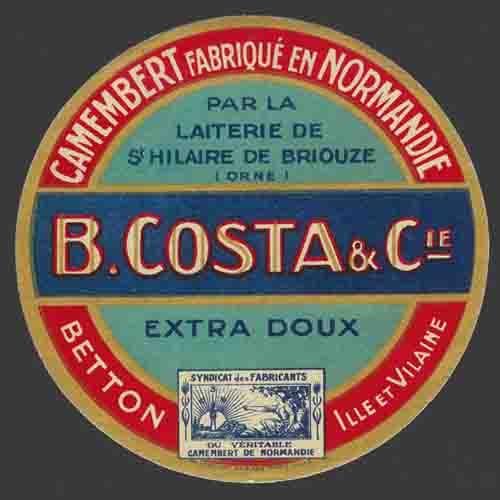 CAMEMBERT FABRIQUÉ EN NORMANDIE
PAR LA
LAITERIE DE
ST HILAIRE DE BRIOUZE
(ORNE)
B. COSTA & CIE
EXTRA DOUX
BETTON
ILLE ET VILAINE
SYNDICAT des FABRICANTS
DU VÉRITABLE
CAMEMBERT DE NORMANDIE